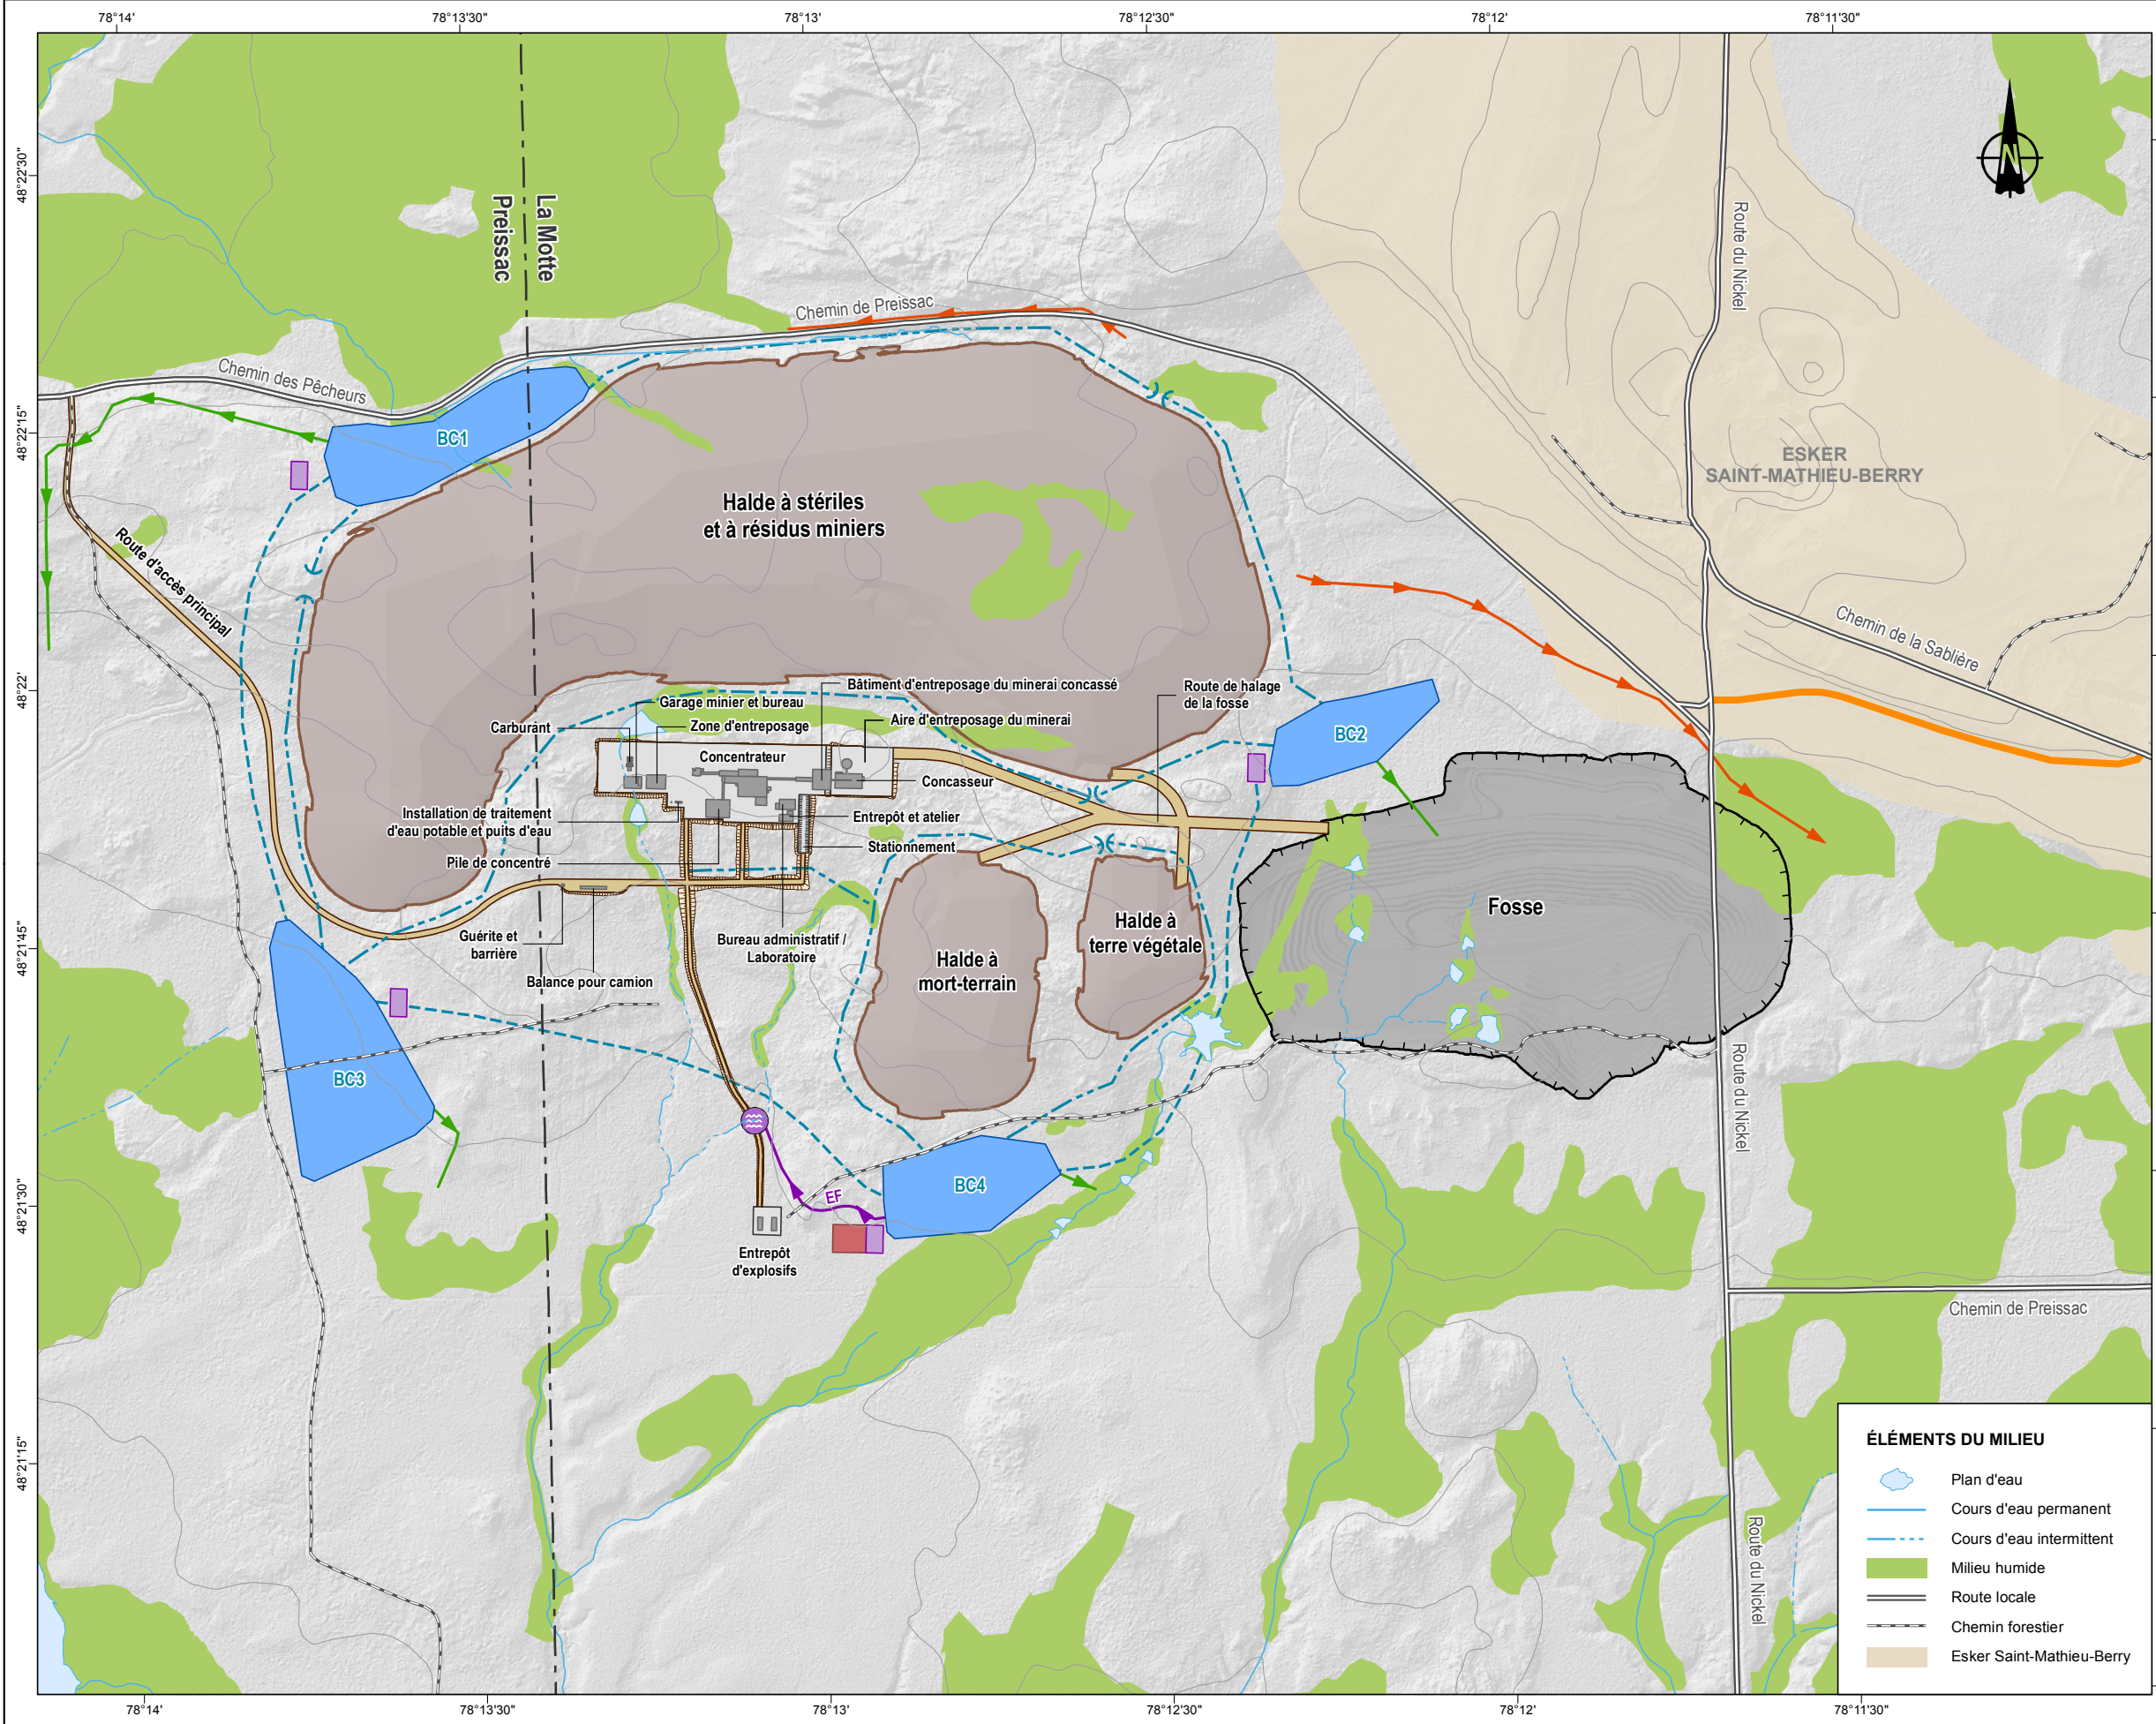 78°14'
78°13'30"
78°13'
78°12'30"
78°12'
78°11'30"
48°22'30"
48°22'15"
48°22'
48°21'45"
48°21'30"
48°21'15"
N
La Motte
Preissac
Route du Nickel
Chemin de Preissac
Chemin des Pêcheurs
BC1
ESKER
SAINT-MATHIEU-BERRY
Halde à stériles
et à résidus miniers
Route d'accès principal
Chemin de la Sablière
Bâtiment d'entreposage du minerai concassé
Route de halage
de la fosse
Garage minier et bureau
Aire d'entreposage du minerai
Carburant
Zone d'entreposage
BC2
Concentrateur
Concasseur
Installation de traitement
d'eau potable et puits d'eau
Entrepôt et atelier
Stationnement
Pile de concentré
Fosse
Halde à
terre végétale
Guérite et
barrière
Bureau administratif /
Laboratoire
Halde à
mort-terrain
Balance pour camion
BC3
Route du Nickel
BC4
EF
Entrepôt
d'explosifs
Chemin de Preissac
Route du Nickel
ÉLÉMENTS DU MILIEU
Plan d'eau
Cours d'eau permanent
Cours d'eau intermittent
Milieu humide
Route locale
Chemin forestier
Esker Saint-Mathieu-Berry
78°14'
78°13'30"
78°13'
78°12'30"
78°12'
78°11'30"